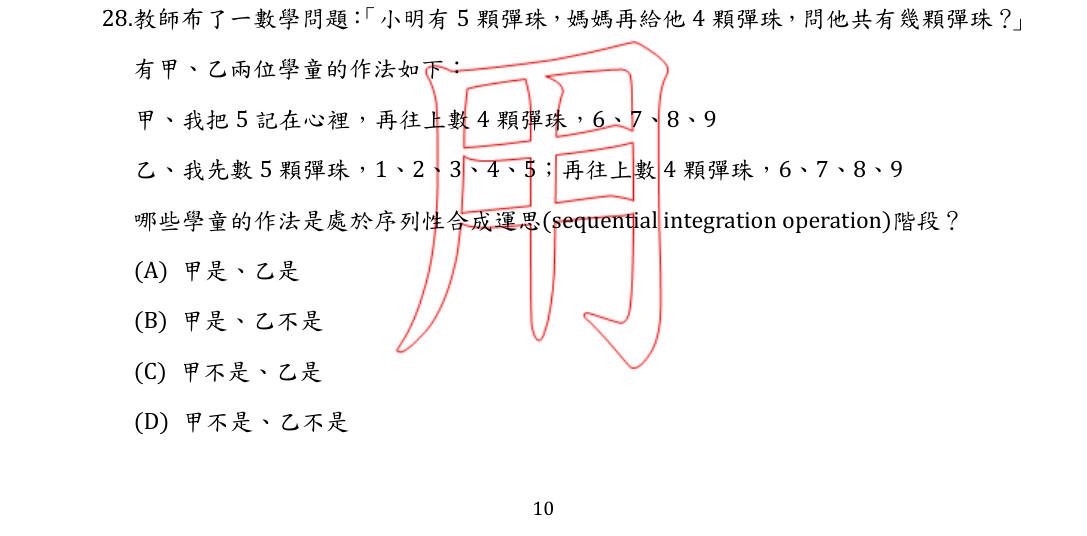 28.教師布了一數學問題：「小明有 5 顆彈珠，媽媽再給他 4 顆彈珠，問他共有幾顆彈珠？」
有甲、乙兩位學童的作法如下：
甲、我把 5 記在心裡，再往上數 4 顆彈珠，6、7、8、9
乙、我先數 5 顆彈珠，1、2、3、4、5；再往上數 4 顆彈珠，6、7、8、9
哪些學童的作法是處於序列性合成運思(sequential integration operation)階段？
(A) 甲是、乙是
(B) 甲是、乙不是
(C) 甲不是、乙是
(D) 甲不是、乙不是
用
10